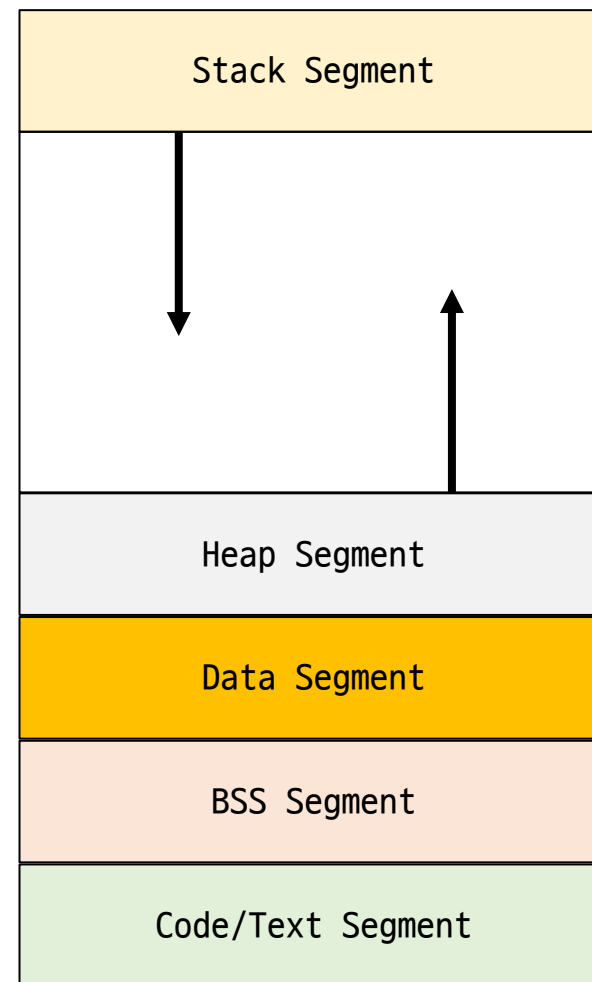 Stack Segment
Heap Segment
Data Segment
BSS Segment
Code/Text Segment